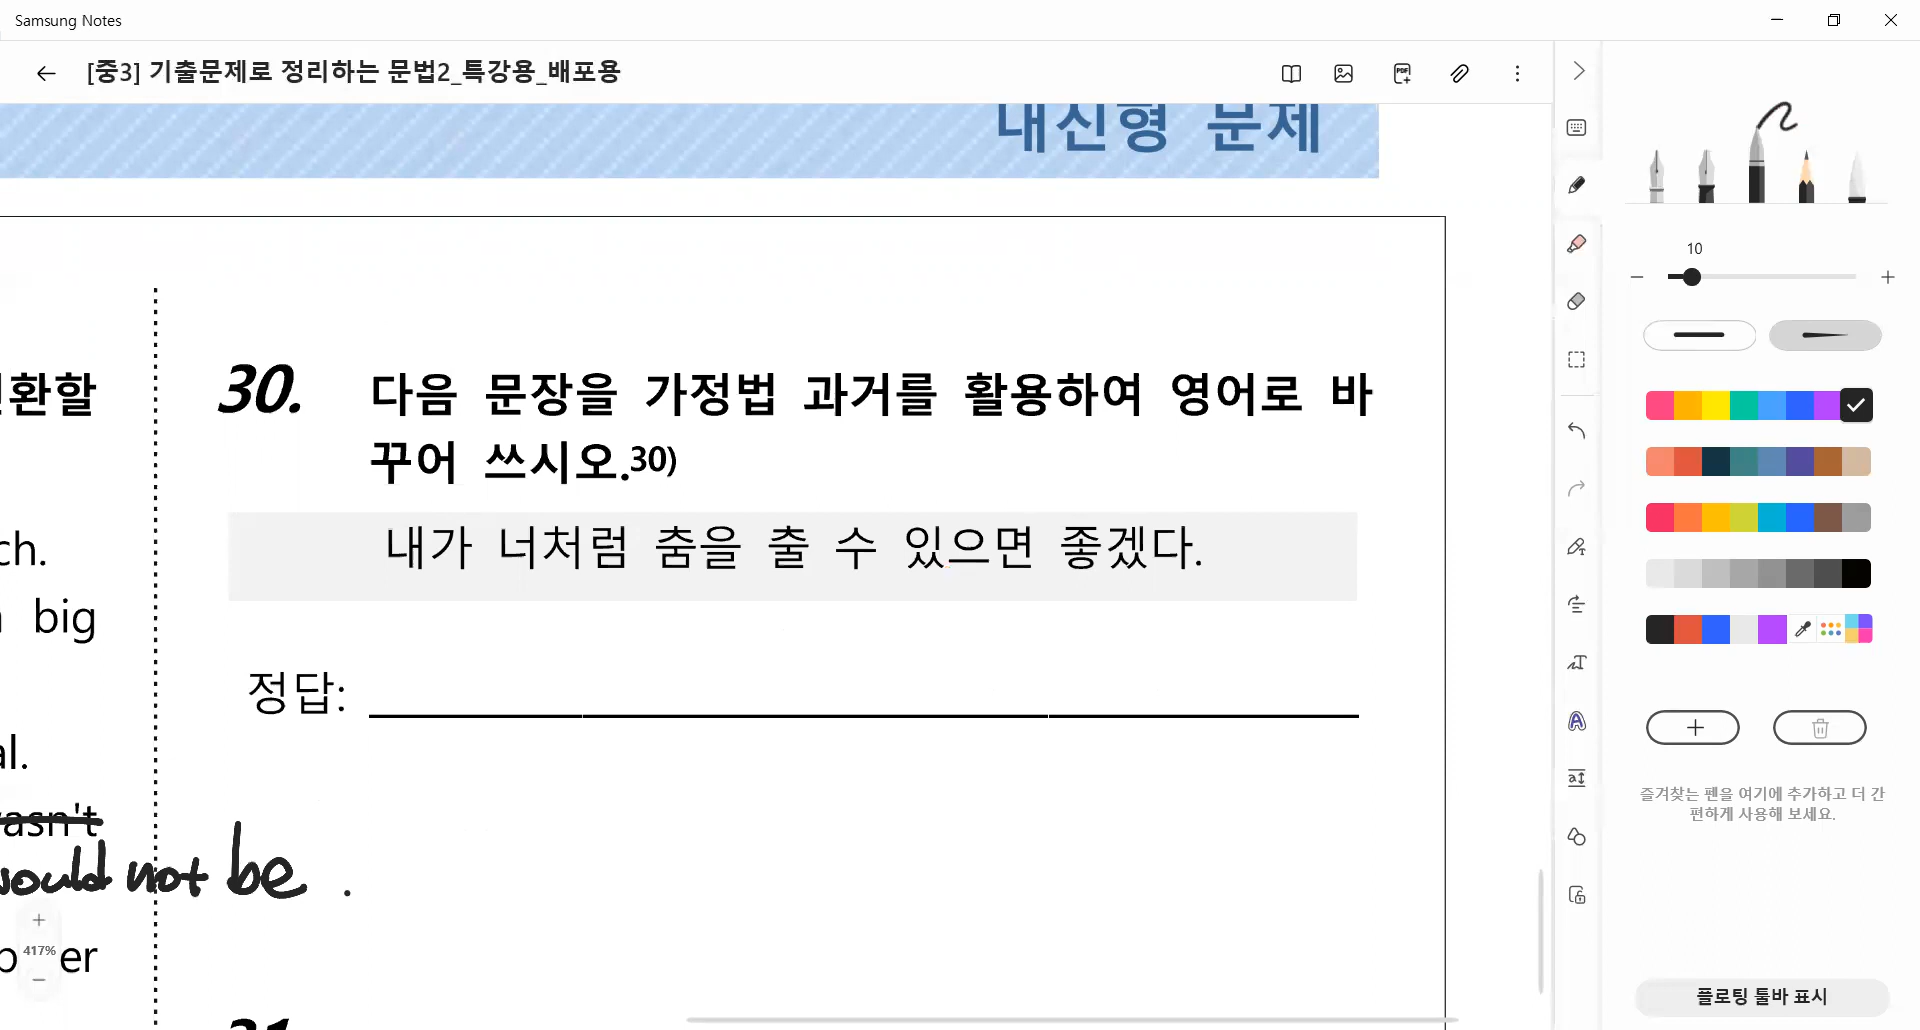 Samsung Notes
[중3] 기출문제로 정리하는 문법2_특강용_배포용
내신형 문제
환할
ch.
big
al.
asn't
would not be .
er
30. 다음 문장을 가정법 과거를 활용하여 영어로 바
꾸어 쓰시오.30)
내가 너처럼 춤을 출 수 있으면 좋겠다.
정답:
417%
10
즐겨찾는 펜을 여기에 추가하고 더 간
편하게 사용해 보세요.
플로팅 툴바 표시